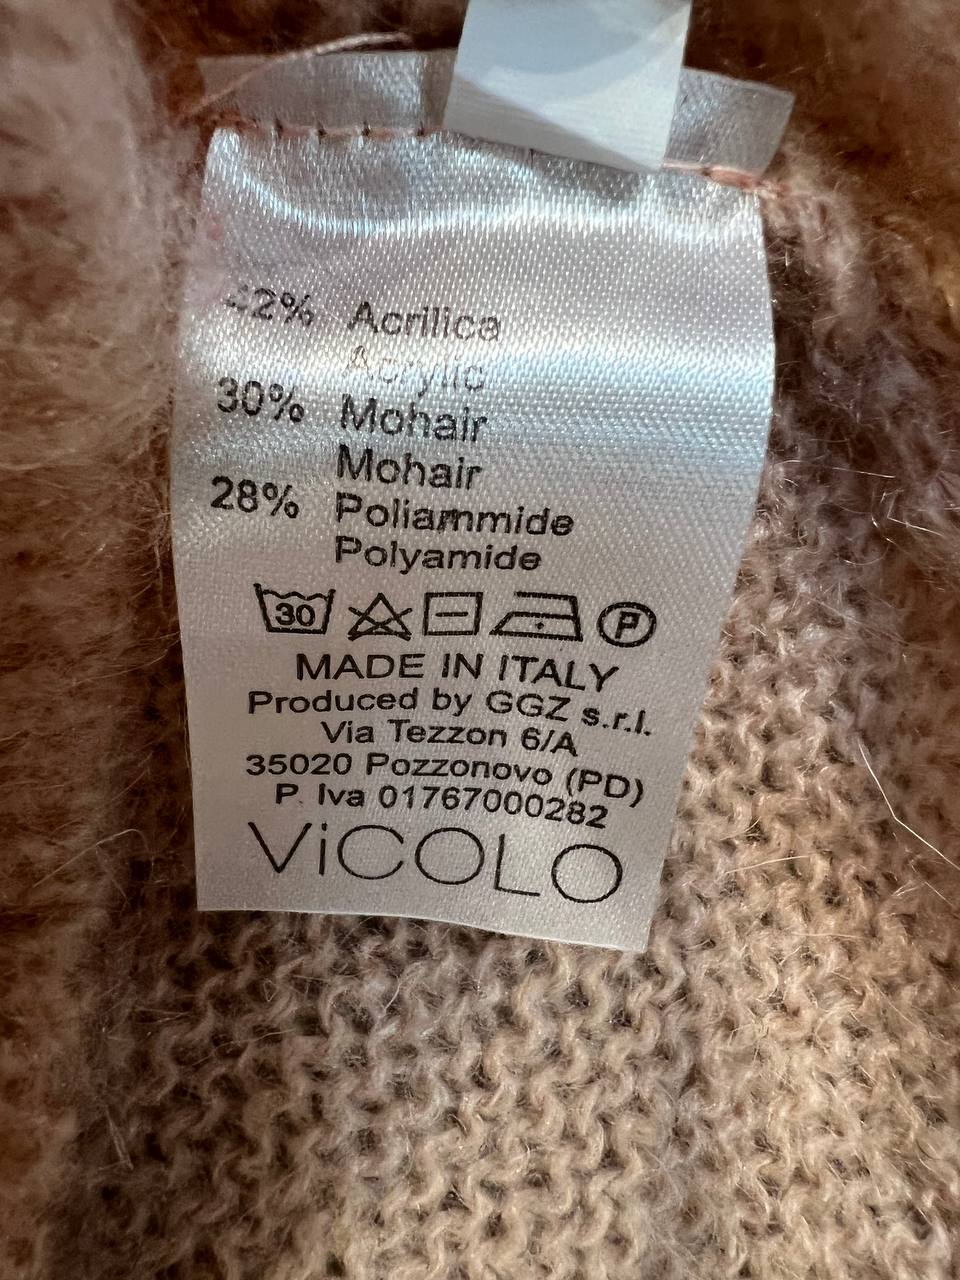 42% Acrilica
Acrylic
30% Mohair
Mohair
28% Poliammide
Polyamide
30 P
MADE IN ITALY
Produced by GGZ s.r.l.
Via Tezzon 6/A
35020 Pozzonovo (PD)
P. Iva 01767000282
ViCOLO